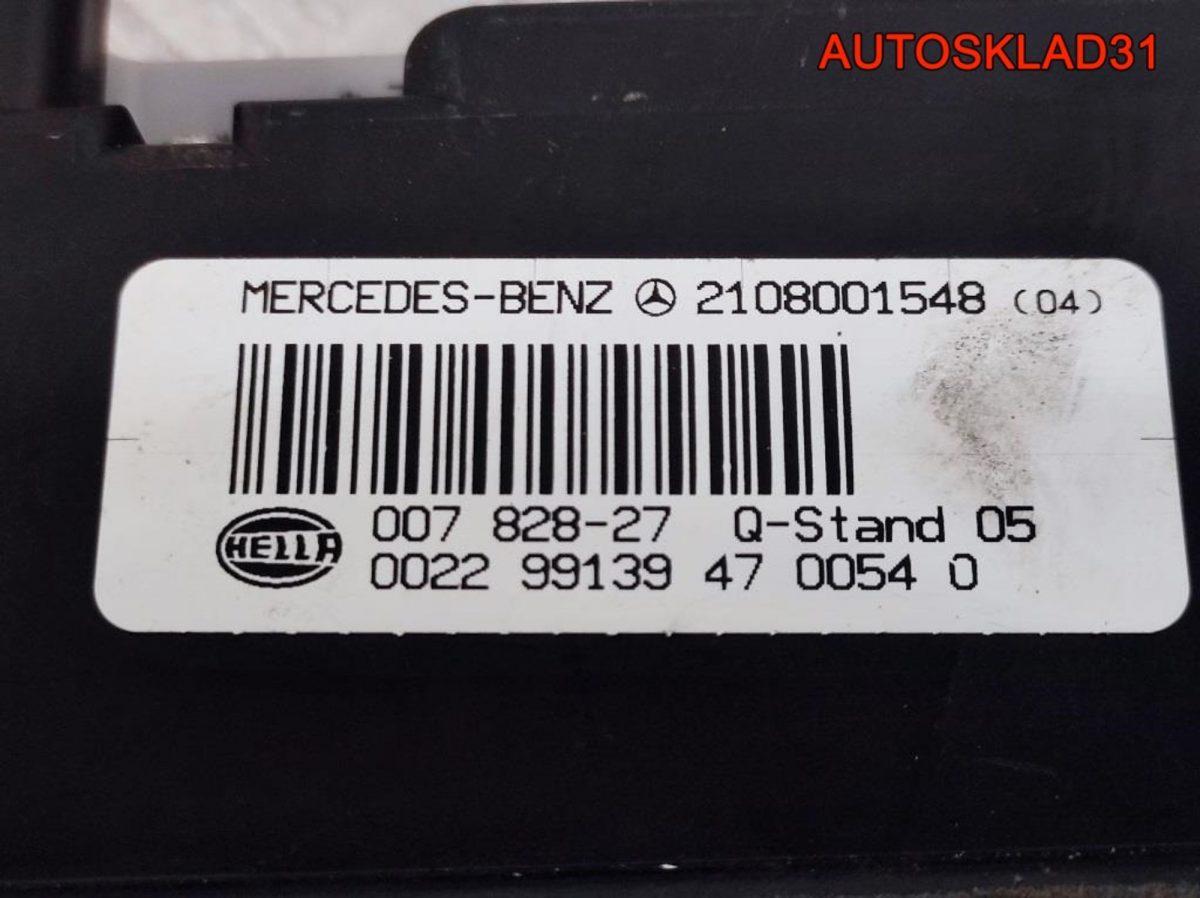 AUTOSKLAD31
MERCEDES-BENZ 2108001548 (04)
HELLA 007 828-27 Q-Stand 05
0022 99139 47 0054 0